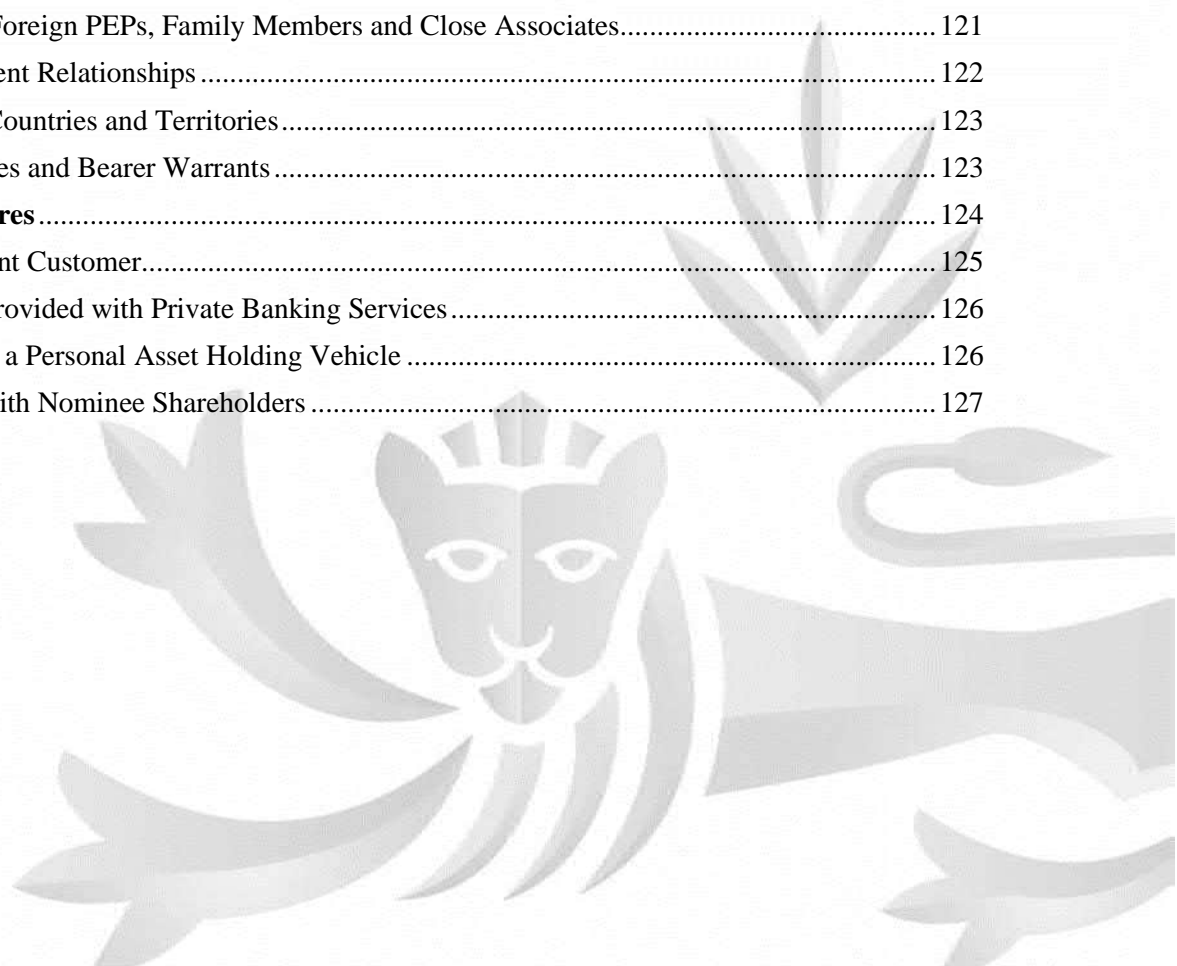 Foreign PEPs, Family Members and Close Associates............................................ 121
ent Relationships.................................................................................................... 122
Countries and Territories......................................................................................... 123
es and Bearer Warrants.......................................................................................... 123
res........................................................................................................................... 124
nt Customer............................................................................................................. 125
rovided with Private Banking Services................................................................... 126
a Personal Asset Holding Vehicle.......................................................................... 126
ith Nominee Shareholders...................................................................................... 127